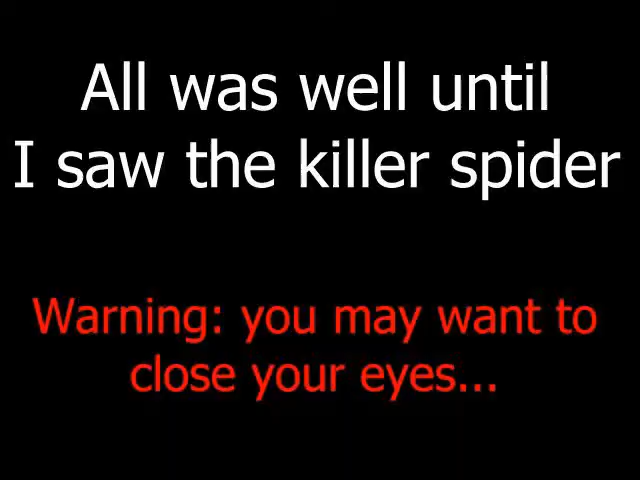 All was well until
I saw the killer spider
Warning: you may want to
close your eyes...